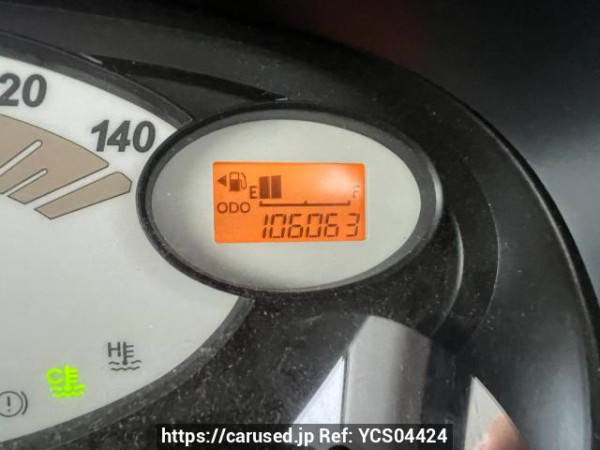 20
140
E F
ODO
106063
H
C
https://carused.jp Ref: YCS04424